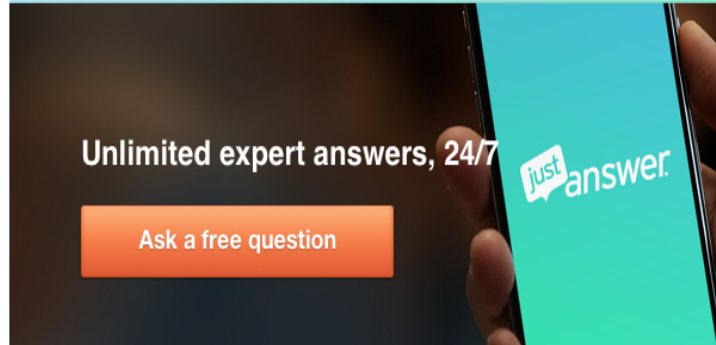 Unlimited expert answers, 24/7
Ask a free question
just
answer.